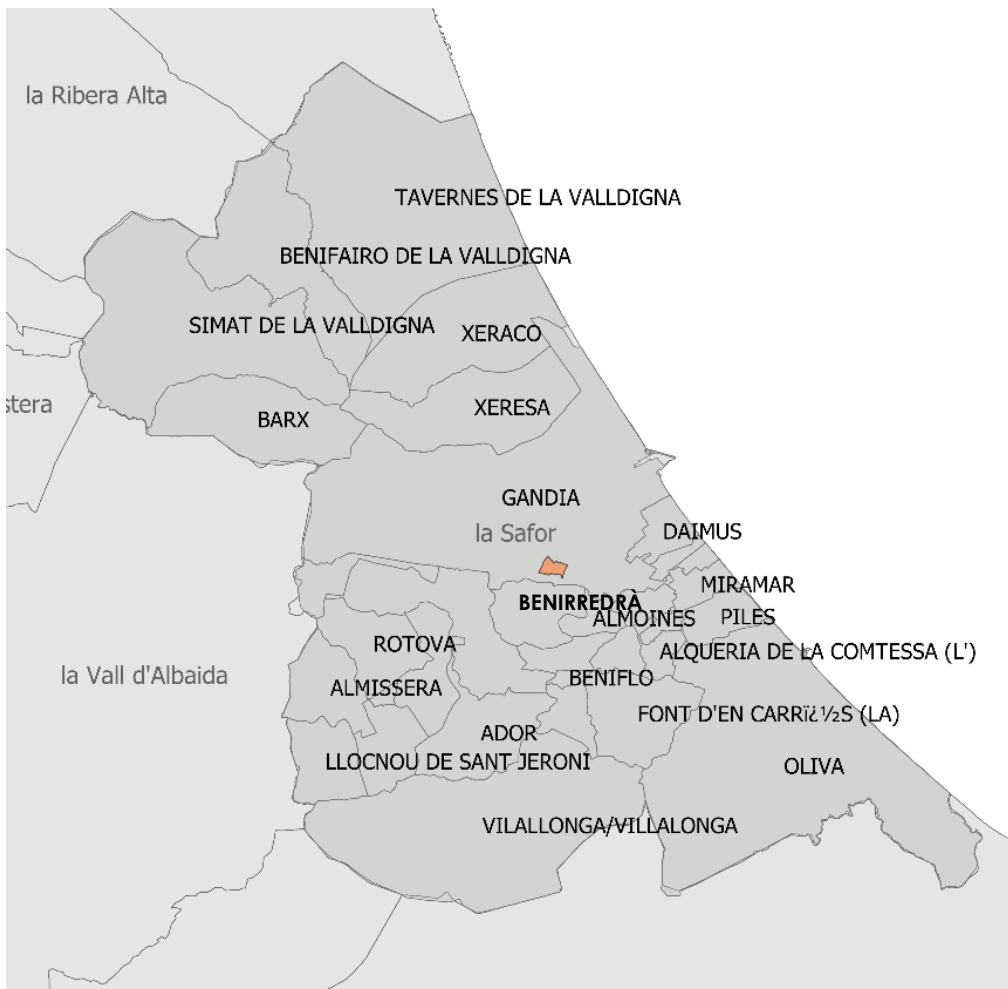 la Ribera Alta
TAVERNES DE LA VALLDIGNA
BENIFAIRO DE LA VALLDIGNA
SIMAT DE LA VALLDIGNA
XERACO
stera
BARX
XERESA
GANDIA
la Safor
DAIMUS
MIRAMAR
BENIRREDRÀ
ALMOINES
PILES
ROTOVA
ALQUERIA DE LA COMTESSA (L')
la Vall d'Albaida
ALMISSERA
BENIFLO
FONT D'EN CARRï¿½S (LA)
ADOR
LLOCNOU DE SANT JERONI
OLIVA
VILALLONGA/VILLALONGA